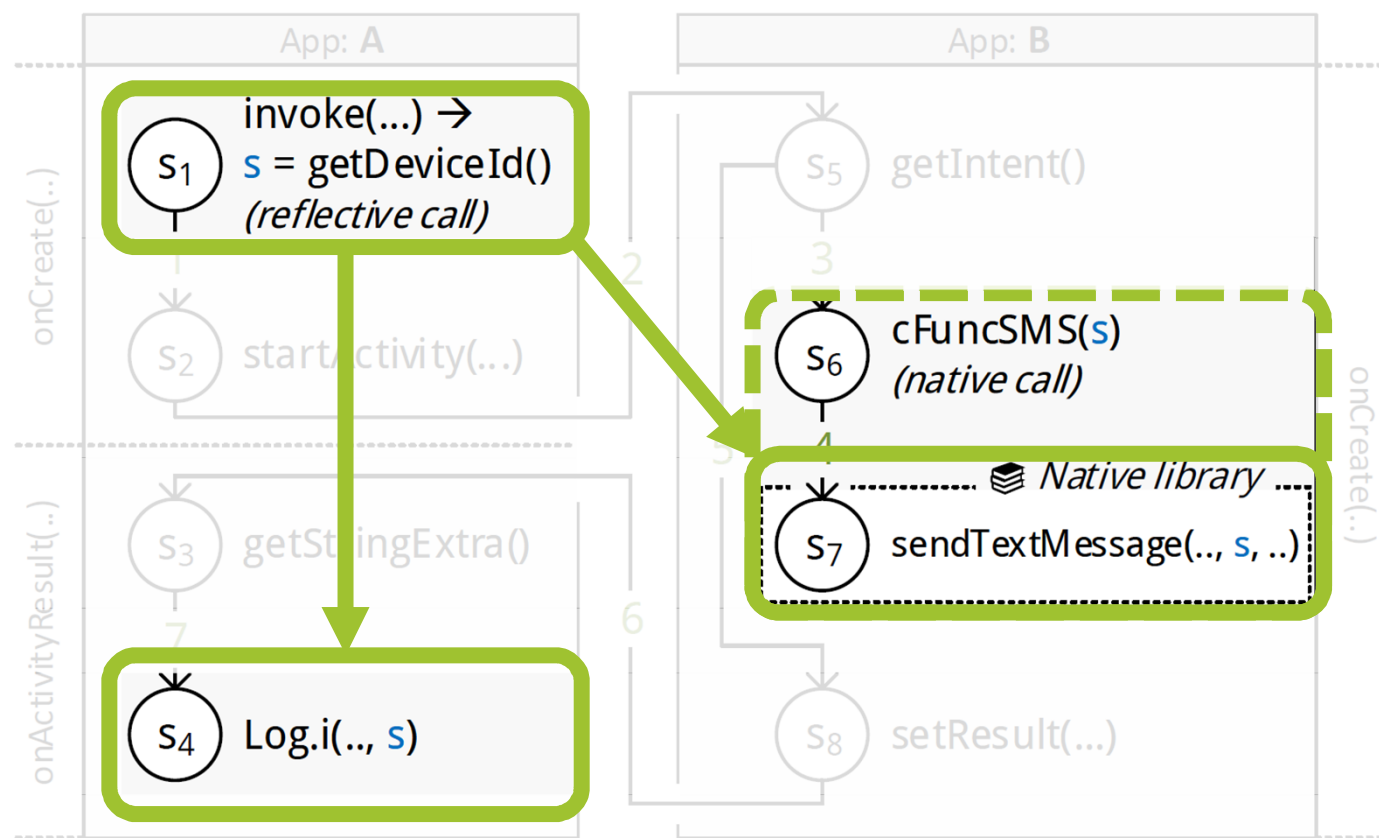 App: A
onCreate(..)
s1
invoke(...) →
s = getDeviceId()
(reflective call)
1
s2
startActivity(...)
2
onActivityResult(..)
s3
getStringExtra()
7
s4
Log.i(.., s)
App: B
s5
getIntent()
3
s6
cFuncSMS(s)
(native call)
4
5
Native library
s7
sendTextMessage(.., s, ..)
6
s8
setResult(...)
onCreate(..)